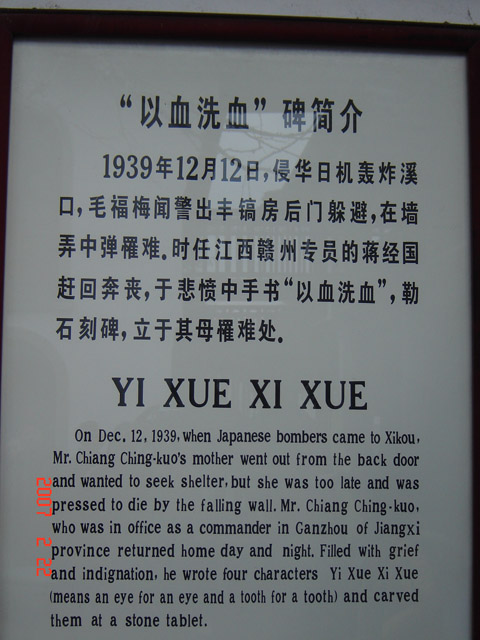 “以血洗血”碑简介
1939年12月12日,侵华日机轰炸溪
口,毛福梅闻警出丰镐房后门躲避,在墙
弄中弹罹难。时任江西赣州专员的蒋经国
赶回奔丧,于悲愤中手书“以血洗血”,勒
石刻碑,立于其母罹难处。
YI XUE XI XUE
On Dec. 12, 1939, when Japanese bombers came to Xikou,
Mr. Chiang Ching-kuo's mother went out from the back door
and wanted to seek shelter, but she was too late and was
pressed to die by the falling wall. Mr. Chiang Ching-kuo,
who was in office as a commander in Ganzhou of Jiangxi
province returned home day and night. Filled with grief
and indignation, he wrote four characters Yi Xue Xi Xue
(means an eye for an eye and a tooth for a tooth) and carved
them at a stone tablet.
2007 2 22